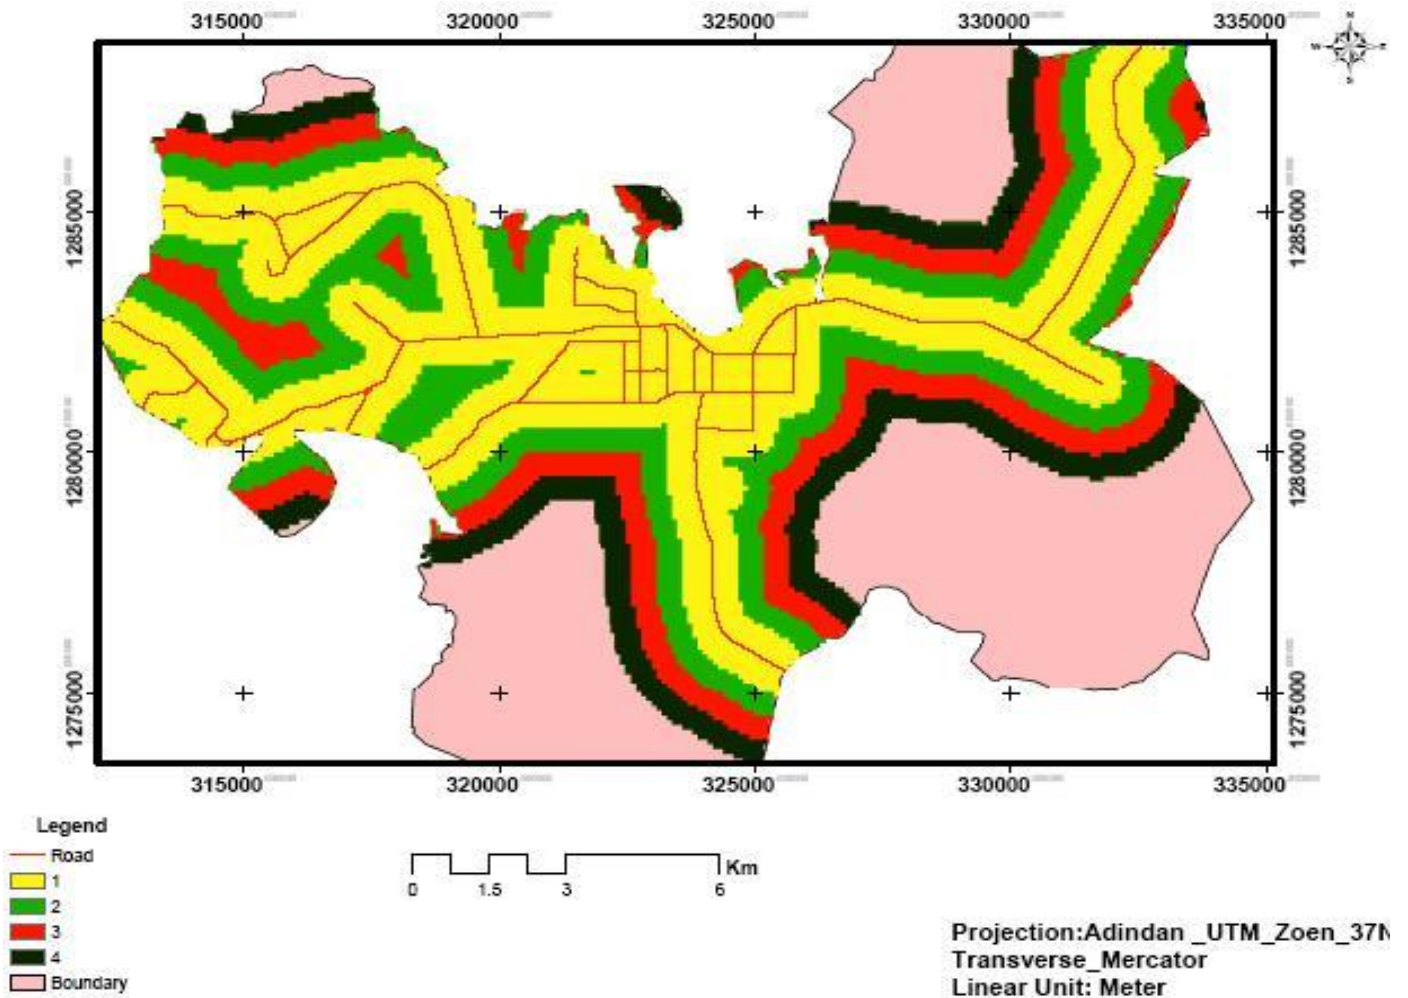 315000 320000 325000 330000 335000
1285000 1285000
1280000 1280000
1275000 1275000
315000 320000 325000 330000 335000
Legend
Road
1
2
3
4
Boundary
Km
0 1.5 3 6
Projection:Adindan _UTM_Zoen_37N
Transverse_Mercator
Linear Unit: Meter